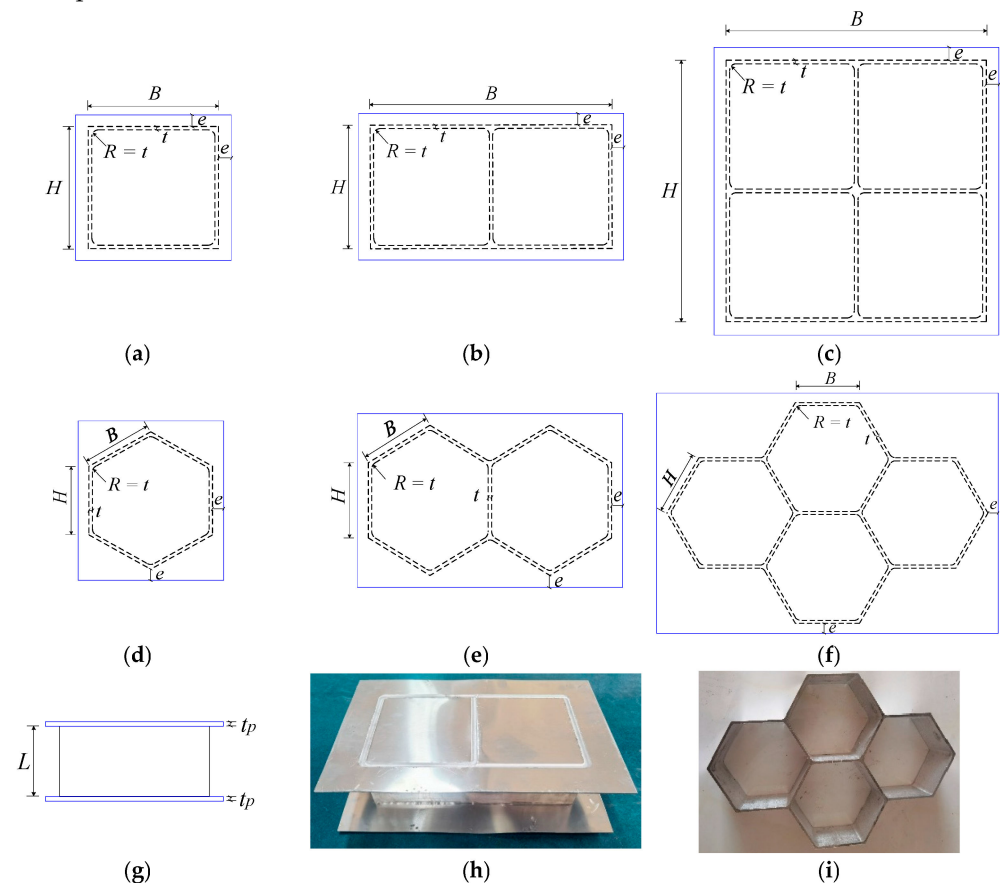 B
e
t
R = t
e
H
(a)
B
e
t
R = t
e
H
(b)
B
e
t
R = t
e
H
(c)
B
R = t
H
t
e
e
(d)
B
R = t
H
t
e
e
(e)
B
R = t
t
H
e
e
(f)
tp
L
tp
(g)
(h)
(i)